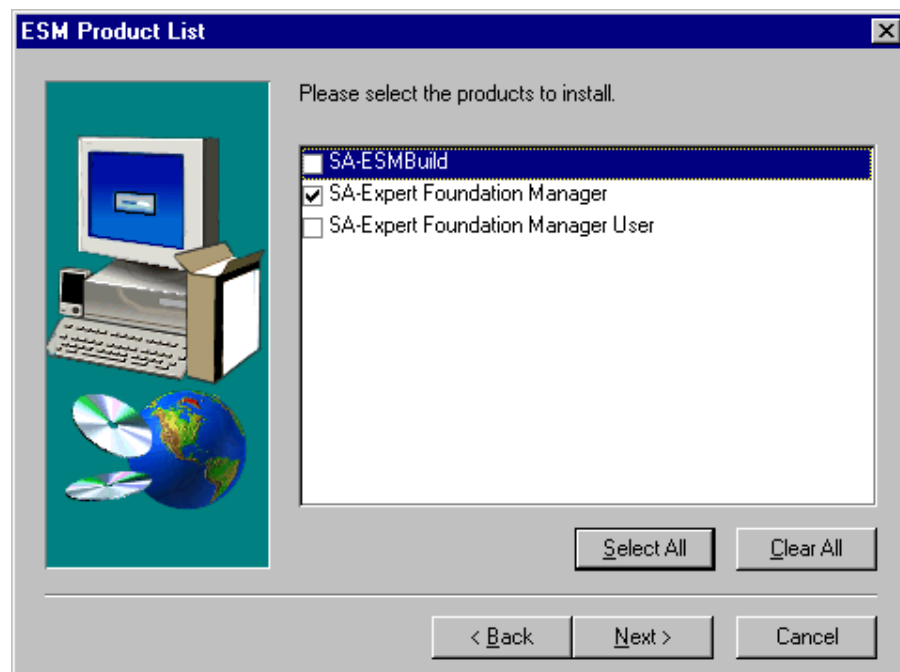 ESM Product List
Please select the products to install.
SA-ESMBuild
SA-Expert Foundation Manager
SA-Expert Foundation Manager User
Select All
Clear All
< Back
Next >
Cancel